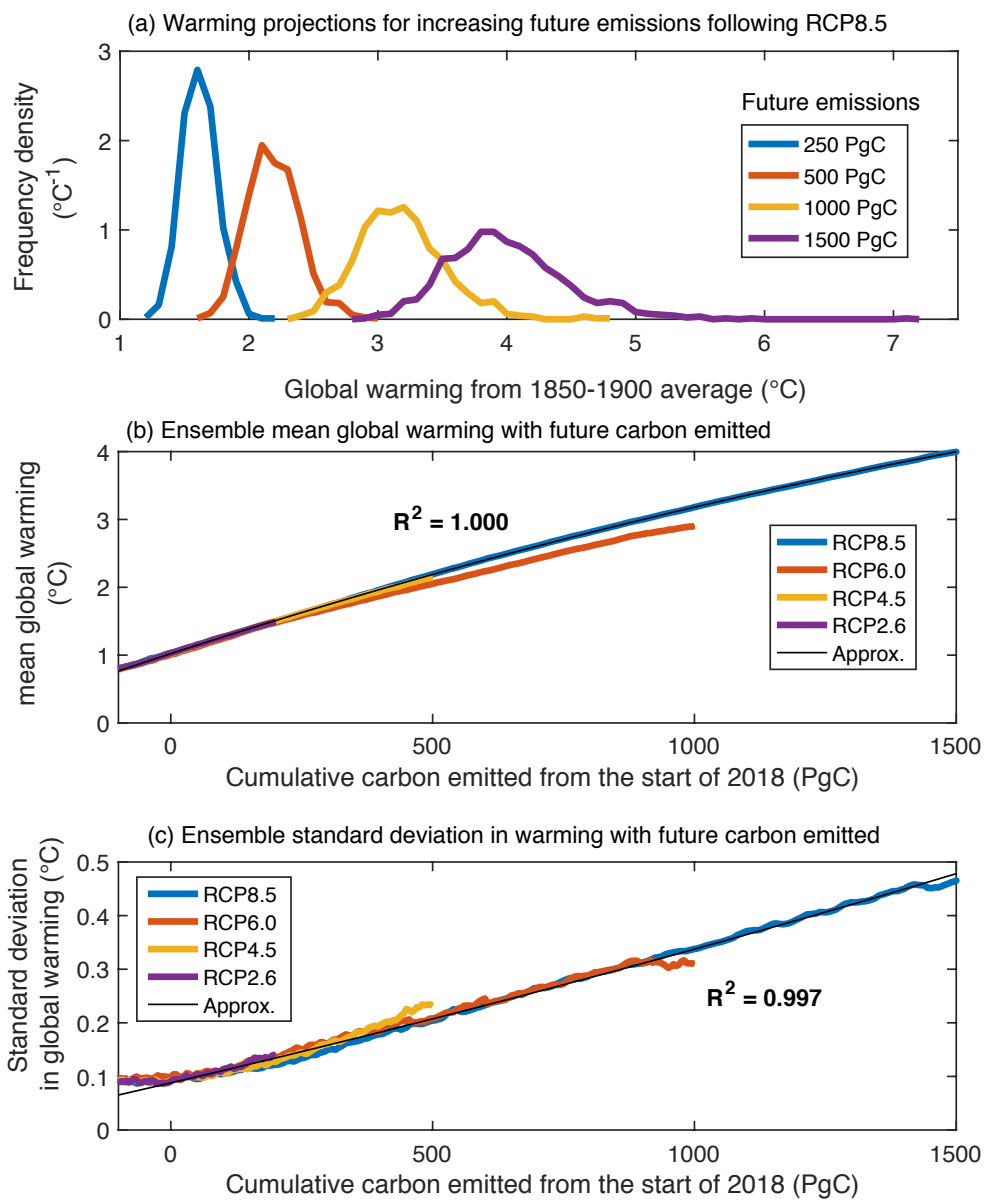 (a) Warming projections for increasing future emissions following RCP8.5
3
2
1
0
Frequency density
(°C-1)
Future emissions
250 PgC
500 PgC
1000 PgC
1500 PgC
1 2 3 4 5 6 7
Global warming from 1850-1900 average (°C)
(b) Ensemble mean global warming with future carbon emitted
4
3
2
1
0
mean global warming
(°C)
R2 = 1.000
RCP8.5
RCP6.0
RCP4.5
RCP2.6
Approx.
0 500 1000 1500
Cumulative carbon emitted from the start of 2018 (PgC)
(c) Ensemble standard deviation in warming with future carbon emitted
0.5
0.4
0.3
0.2
0.1
0
Standard deviation
in global warming (°C)
RCP8.5
RCP6.0
RCP4.5
RCP2.6
Approx.
R2 = 0.997
0 500 1000 1500
Cumulative carbon emitted from the start of 2018 (PgC)